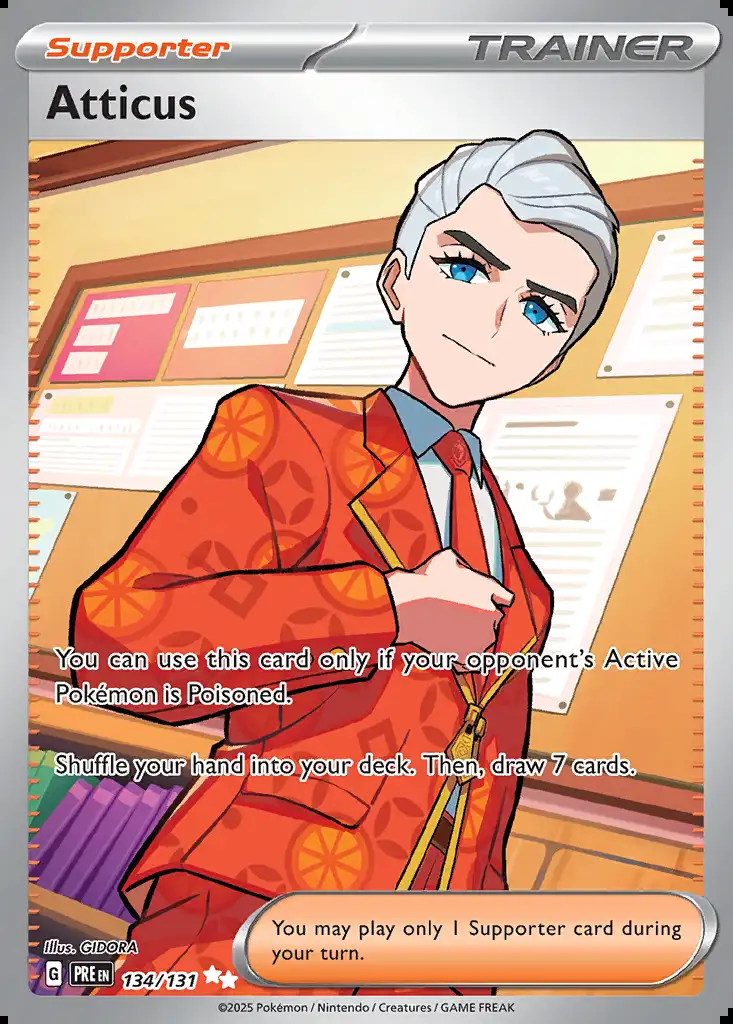 Supporter
TRAINER
Atticus
You can use this card only if your opponent's Active
Pokémon is Poisoned.
Shuffle your hand into your deck. Then, draw 7 cards.
You may play only 1 Supporter card during
your turn.
Illus. GIDORA
G PRE EN 134/131
©2025 Pokémon / Nintendo / Creatures / GAME FREAK